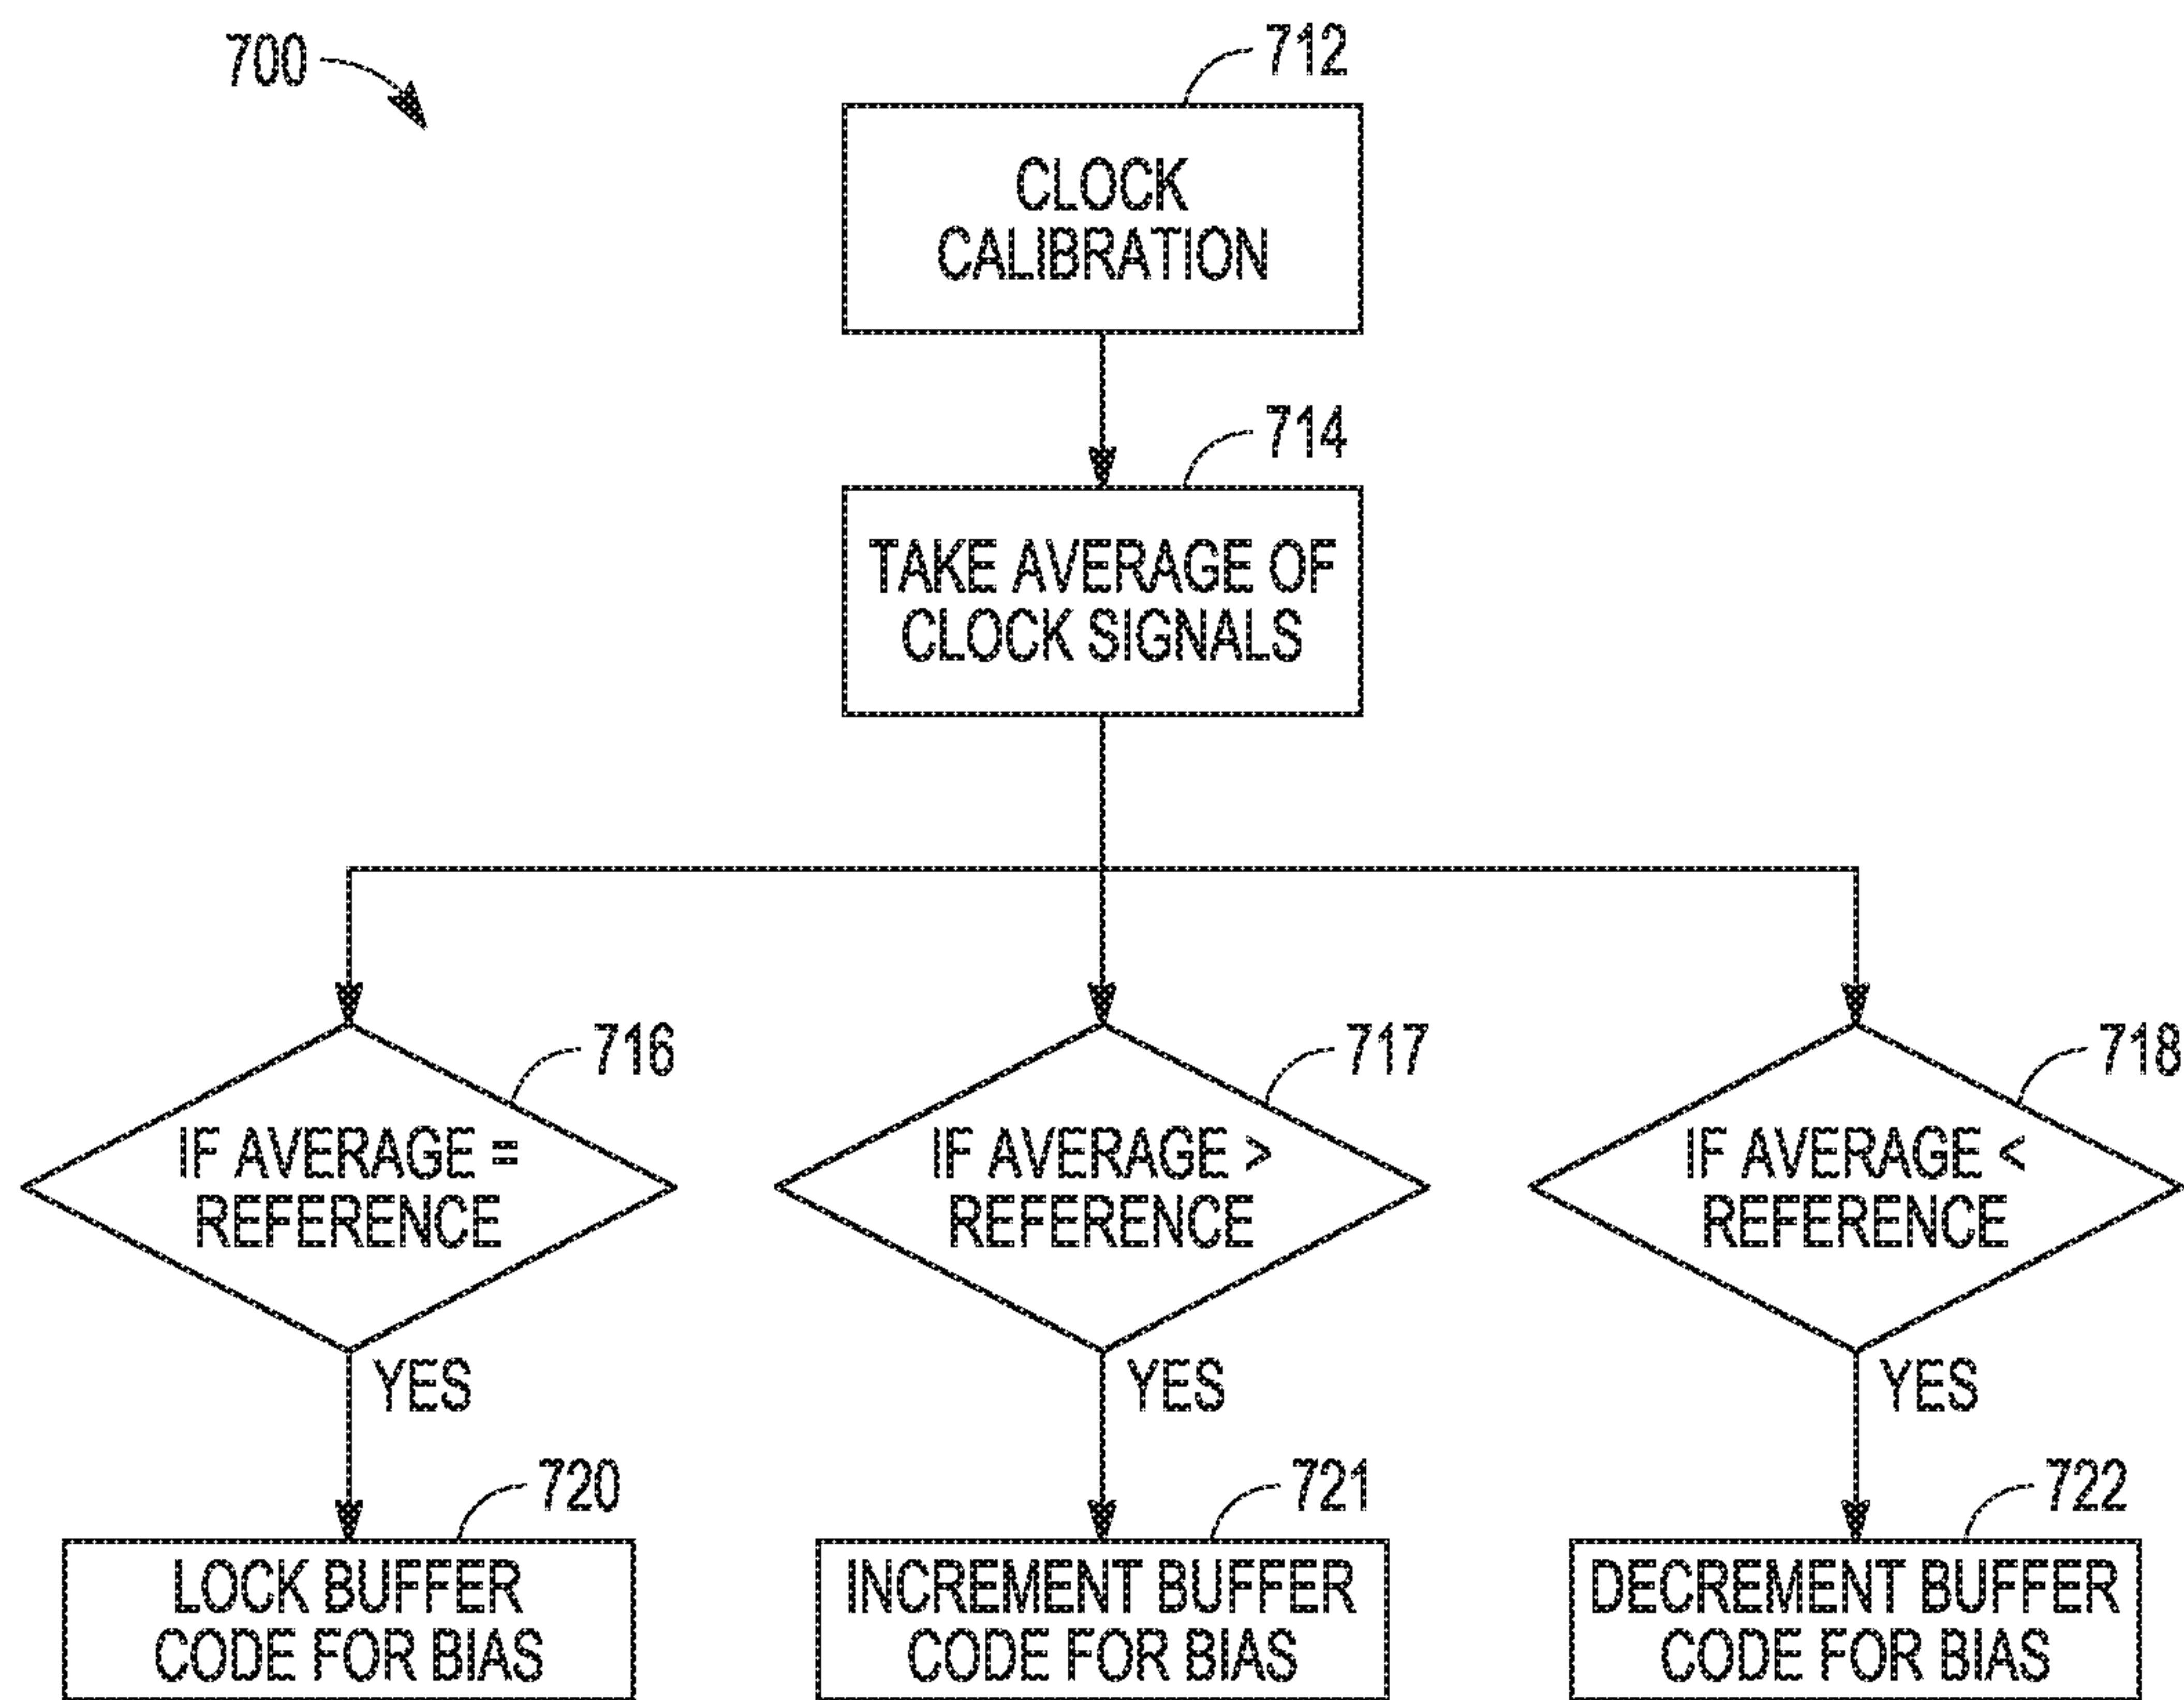 700
712
CLOCK
CALIBRATION
714
TAKE AVERAGE OF
CLOCK SIGNALS
716
IF AVERAGE =
REFERENCE
717
IF AVERAGE >
REFERENCE
718
IF AVERAGE <
REFERENCE
YES
YES
YES
720
LOCK BUFFER
CODE FOR BIAS
721
INCREMENT BUFFER
CODE FOR BIAS
722
DECREMENT BUFFER
CODE FOR BIAS